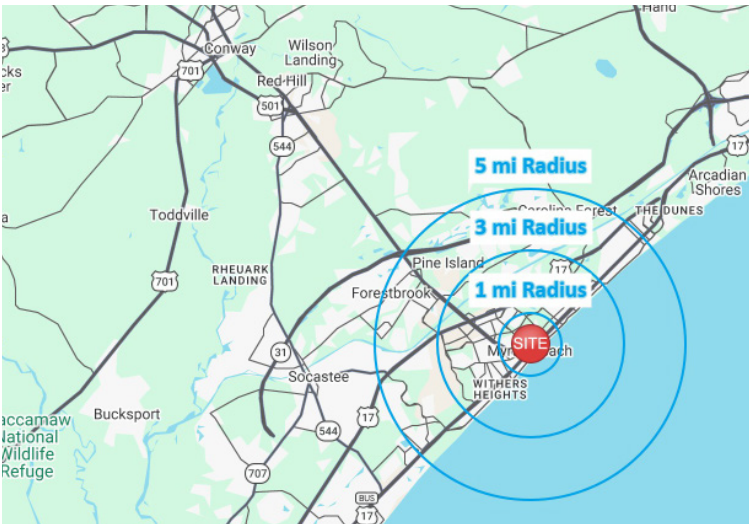 Hand
Conway
Wilson
Landing
701
Red Hill
501
544
17
5 mi Radius
Arcadian
Shores
Toddville
Carolina Forest
THE DUNES
3 mi Radius
RHEUARK
LANDING
701
Pine Island
17
Forestbrook
1 mi Radius
SITE
31
Socastee
WITHERS
HEIGHTS
Bucksport
17
544
accamaw
National
Wildlife
Refuge
707
BUS
17